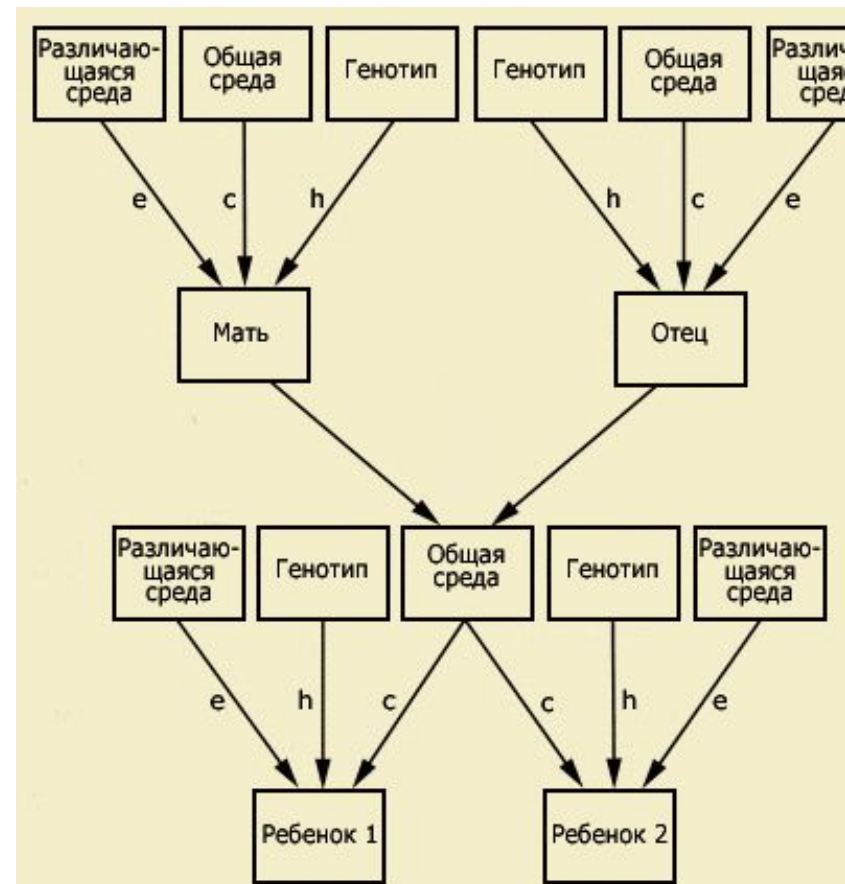 Различаю-
щаяся
среда
Общая
среда
Генотип
Генотип
Общая
среда
e
c
h
h
c
e
Мать
Отец
Различаю-
щаяся
среда
Генотип
Общая
среда
Генотип
Различаю-
щаяся
среда
e
h
c
c
h
e
Ребенок 1
Ребенок 2